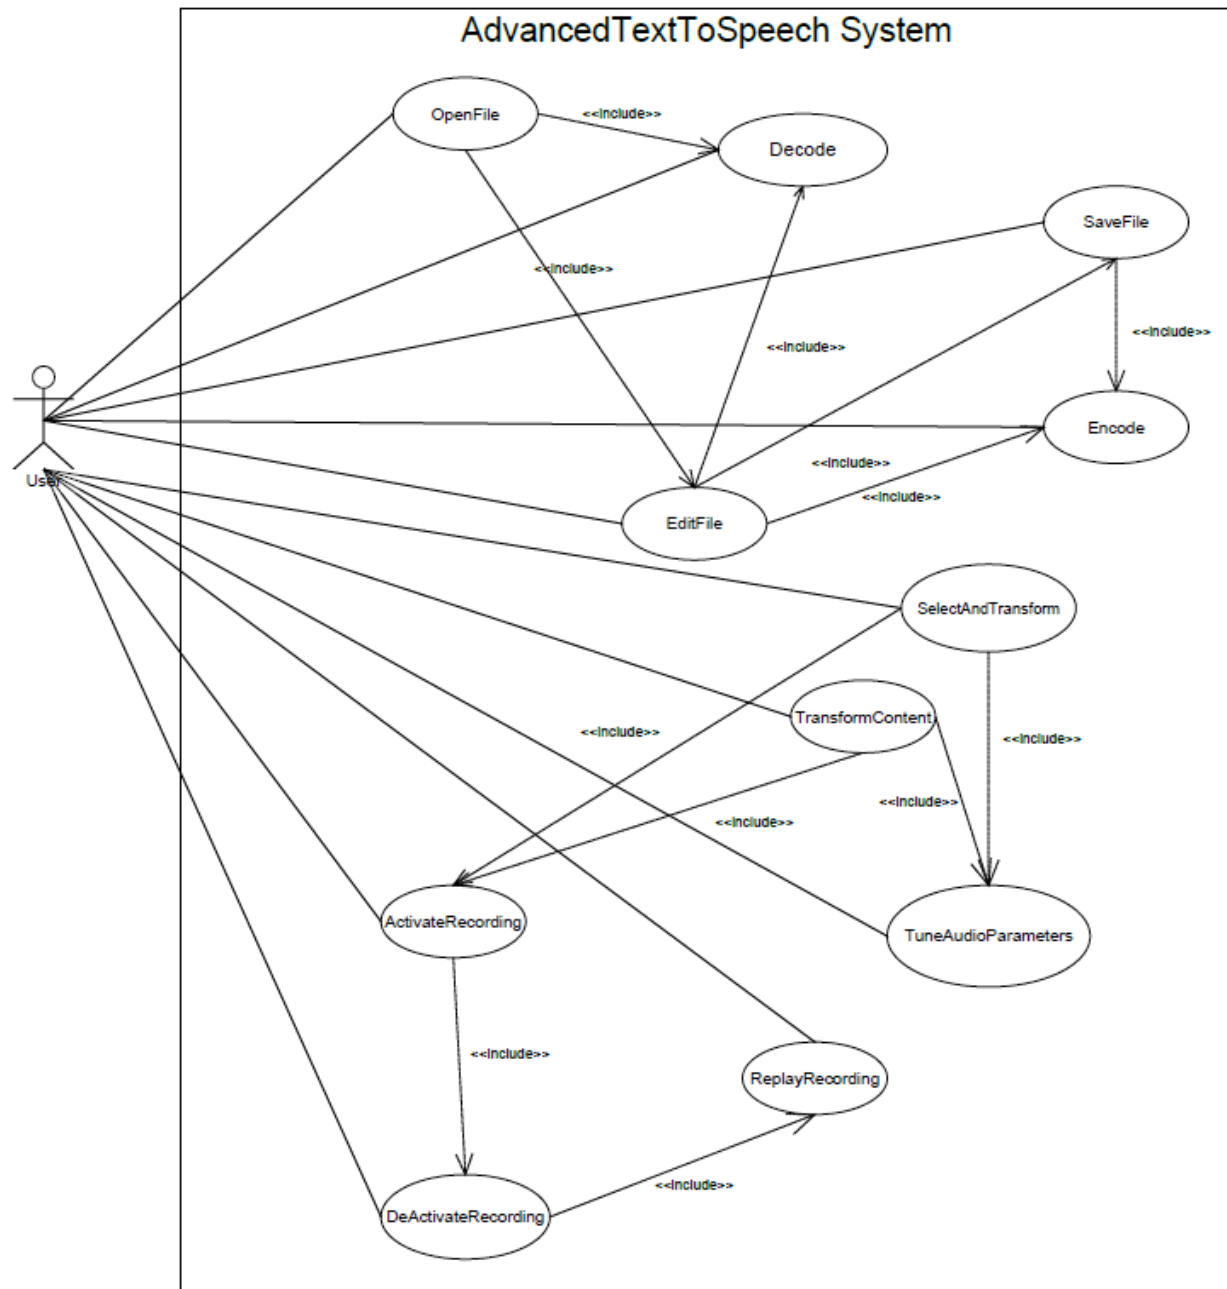 AdvancedTextToSpeech System
OpenFile
<<Include>>
Decode
SaveFile
<<Include>>
<<Include>>
<<Include>>
Encode
<<Include>>
User
<<Include>>
EditFile
SelectAndTransform
TransformContent
<<Include>>
<<Include>>
<<Include>>
<<Include>>
ActivateRecording
TuneAudioParameters
<<Include>>
ReplayRecording
<<Include>>
DeActivateRecording